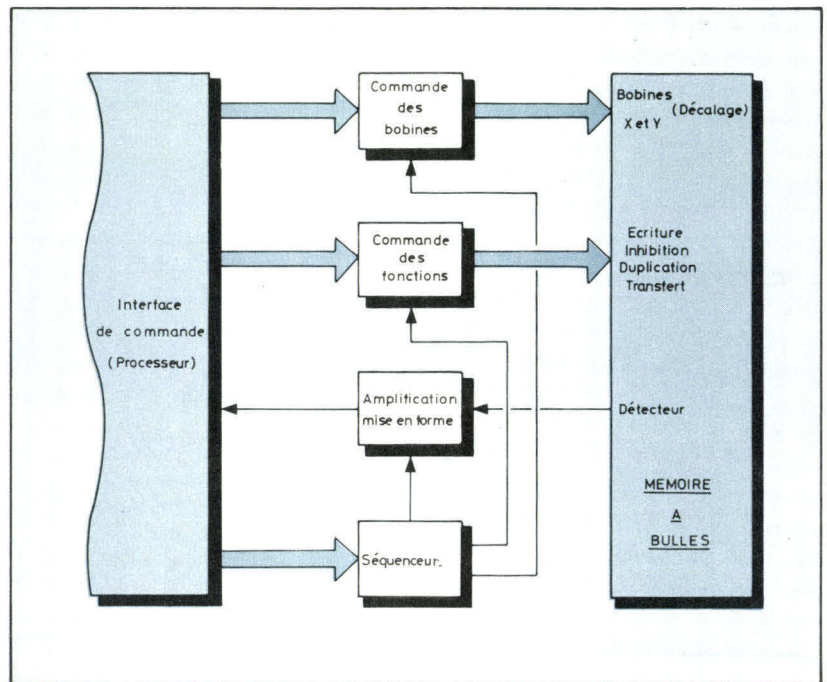 Interface
de commande
(Processeur)
Commande
des
bobines
Commande
des
fonctions
Amplification
mise en forme
Séquenceur.
Bobines
(Décalage)
X et Y
Ecriture
Inhibition
Duplication
Transfert
Détecteur
MEMOIRE
A
BULLES